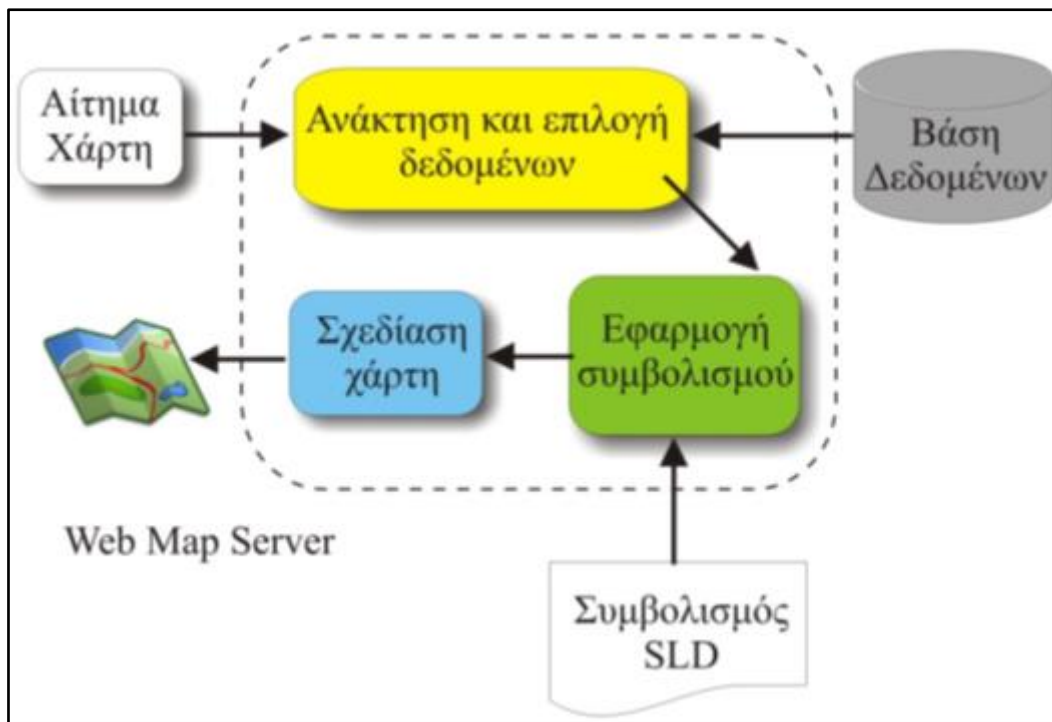 Αίτημα
Χάρτη
Ανάκτηση και επιλογή
δεδομένων
Βάση
Δεδομένων
Σχεδίαση
χάρτη
Εφαρμογή
συμβολισμού
Web Map Server
Συμβολισμός
SLD